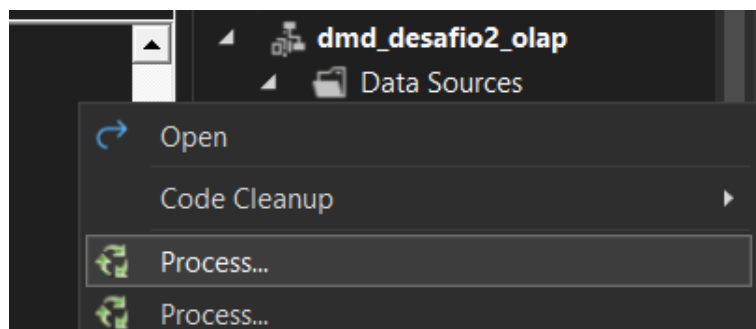 dmd_desafio2_olap
Data Sources
Open
Code Cleanup
Process...
Process...